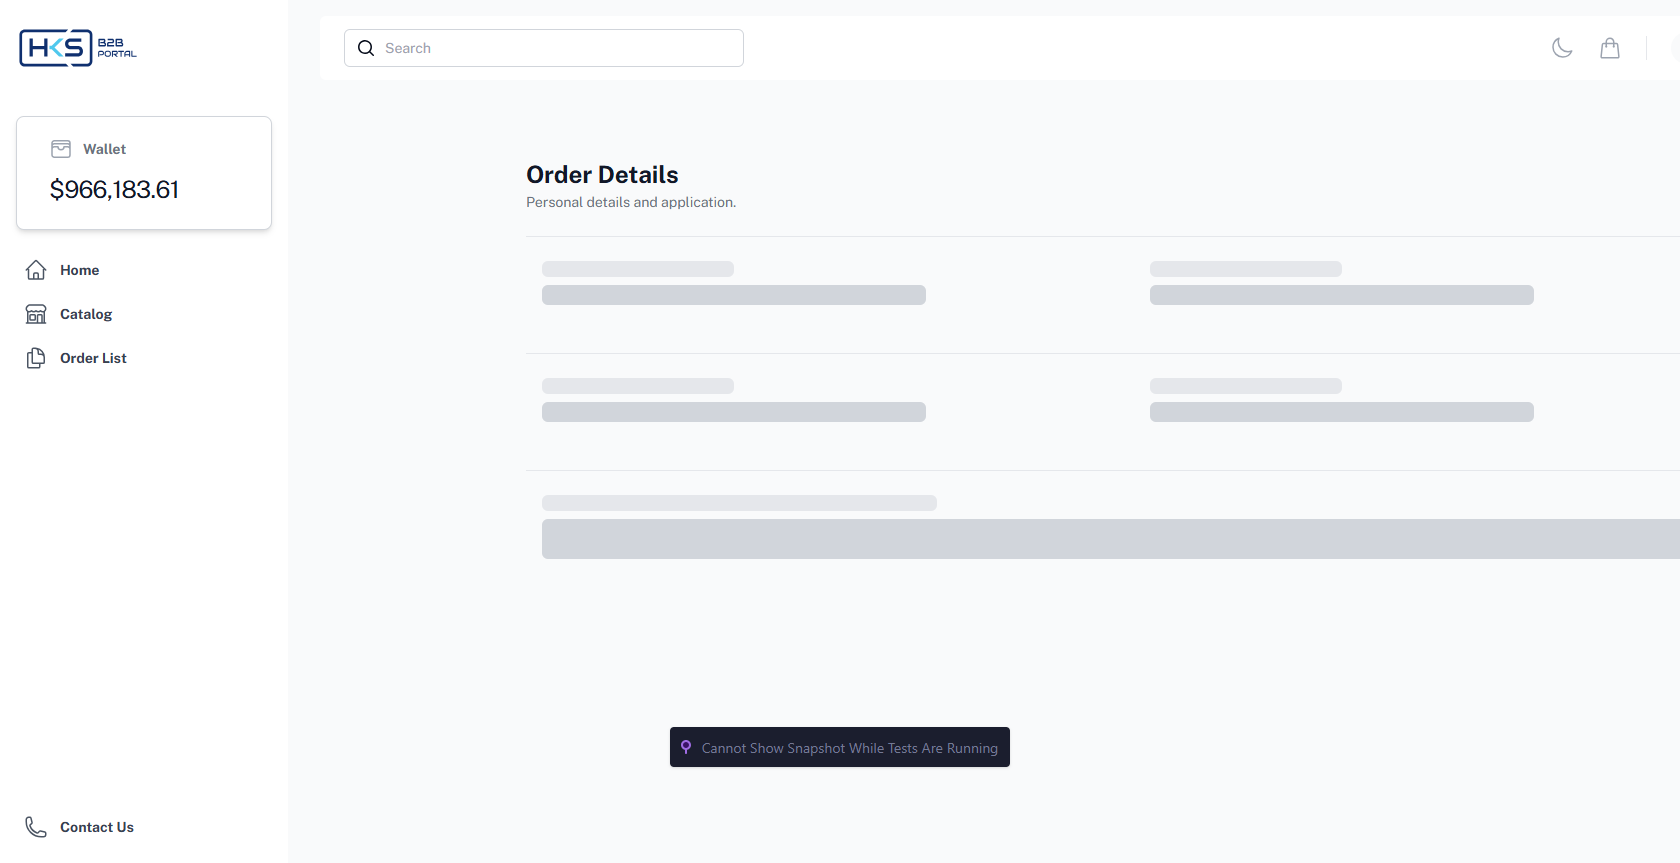 HKS B2B
PORTAL
Search
Wallet
$966,183.61
Home
Catalog
Order List
Contact Us
Order Details
Personal details and application.
Cannot Show Snapshot While Tests Are Running